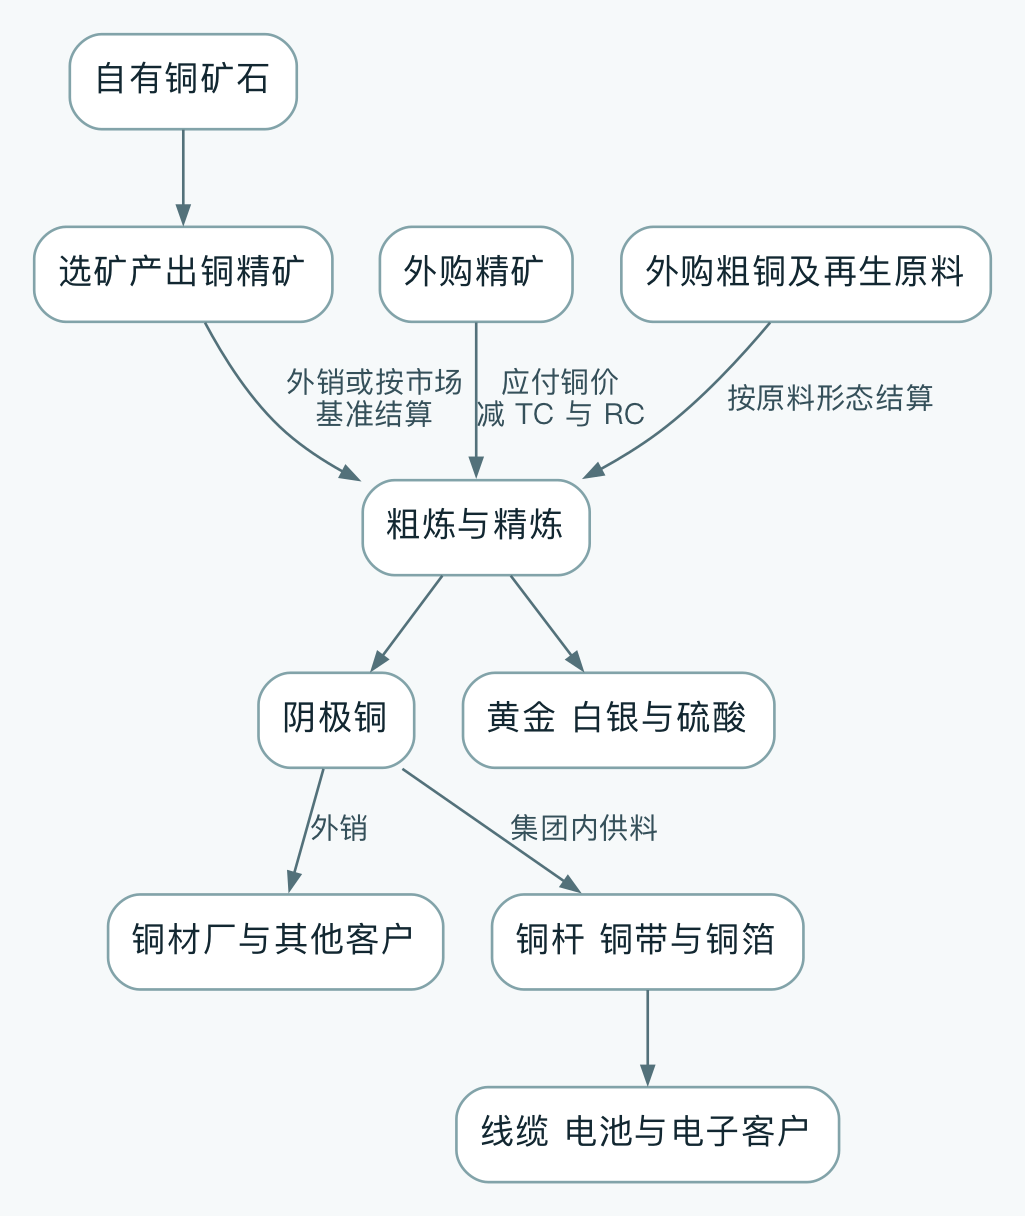 自有铜矿石
选矿产出铜精矿
外购精矿
外购粗铜及再生原料
外销或按市场
基准结算
应付铜价
减 TC 与 RC
按原料形态结算
粗炼与精炼
阴极铜
黄金 白银与硫酸
外销
集团内供料
铜材厂与其他客户
铜杆 铜带与铜箔
线缆 电池与电子客户